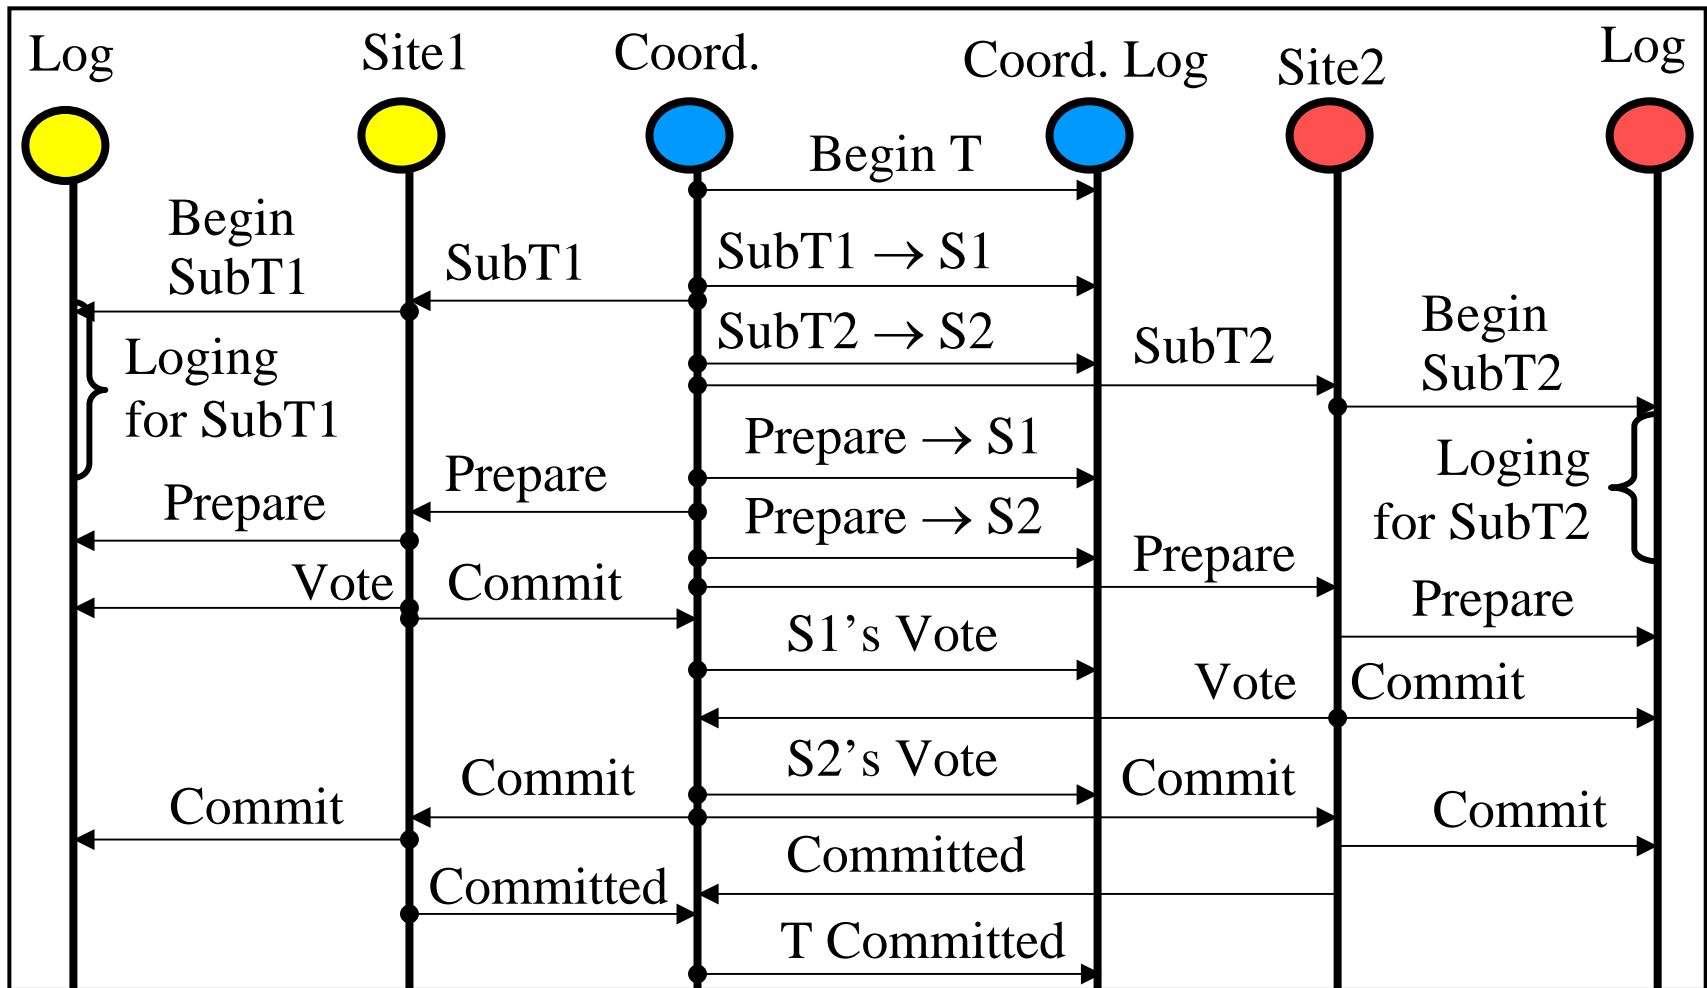 Log
Site1
Coord.
Coord. Log
Site2
Log
Begin T
Begin
SubT1
SubT1
SubT1 → S1
SubT2 → S2
SubT2
Begin
SubT2
Loging
for SubT1
Prepare → S1
Loging
for SubT2
Prepare
Prepare
Prepare → S2
Prepare
Prepare
Vote
Commit
S1’s Vote
Vote
Commit
S2’s Vote
Commit
Commit
Commit
Commit
Committed
Committed
T Committed